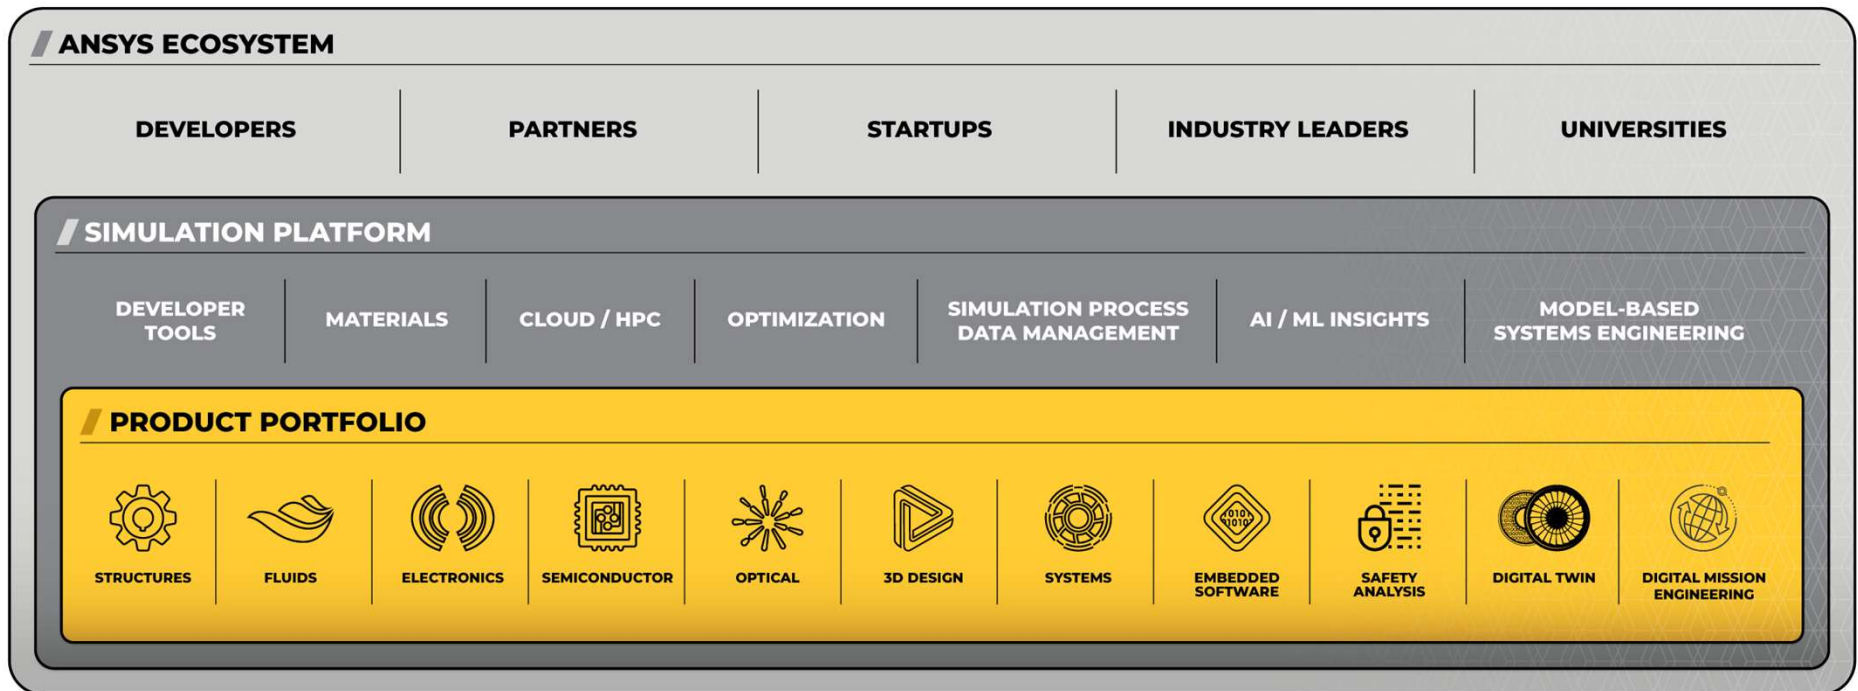 ANSYS ECOSYSTEM
DEVELOPERS
PARTNERS
STARTUPS
INDUSTRY LEADERS
UNIVERSITIES
SIMULATION PLATFORM
DEVELOPER
TOOLS
MATERIALS
CLOUD / HPC
OPTIMIZATION
SIMULATION PROCESS
DATA MANAGEMENT
AI / ML INSIGHTS
MODEL-BASED
SYSTEMS ENGINEERING
PRODUCT PORTFOLIO
STRUCTURES
FLUIDS
ELECTRONICS
SEMICONDUCTOR
OPTICAL
3D DESIGN
SYSTEMS
EMBEDDED
SOFTWARE
SAFETY
ANALYSIS
DIGITAL TWIN
DIGITAL MISSION
ENGINEERING